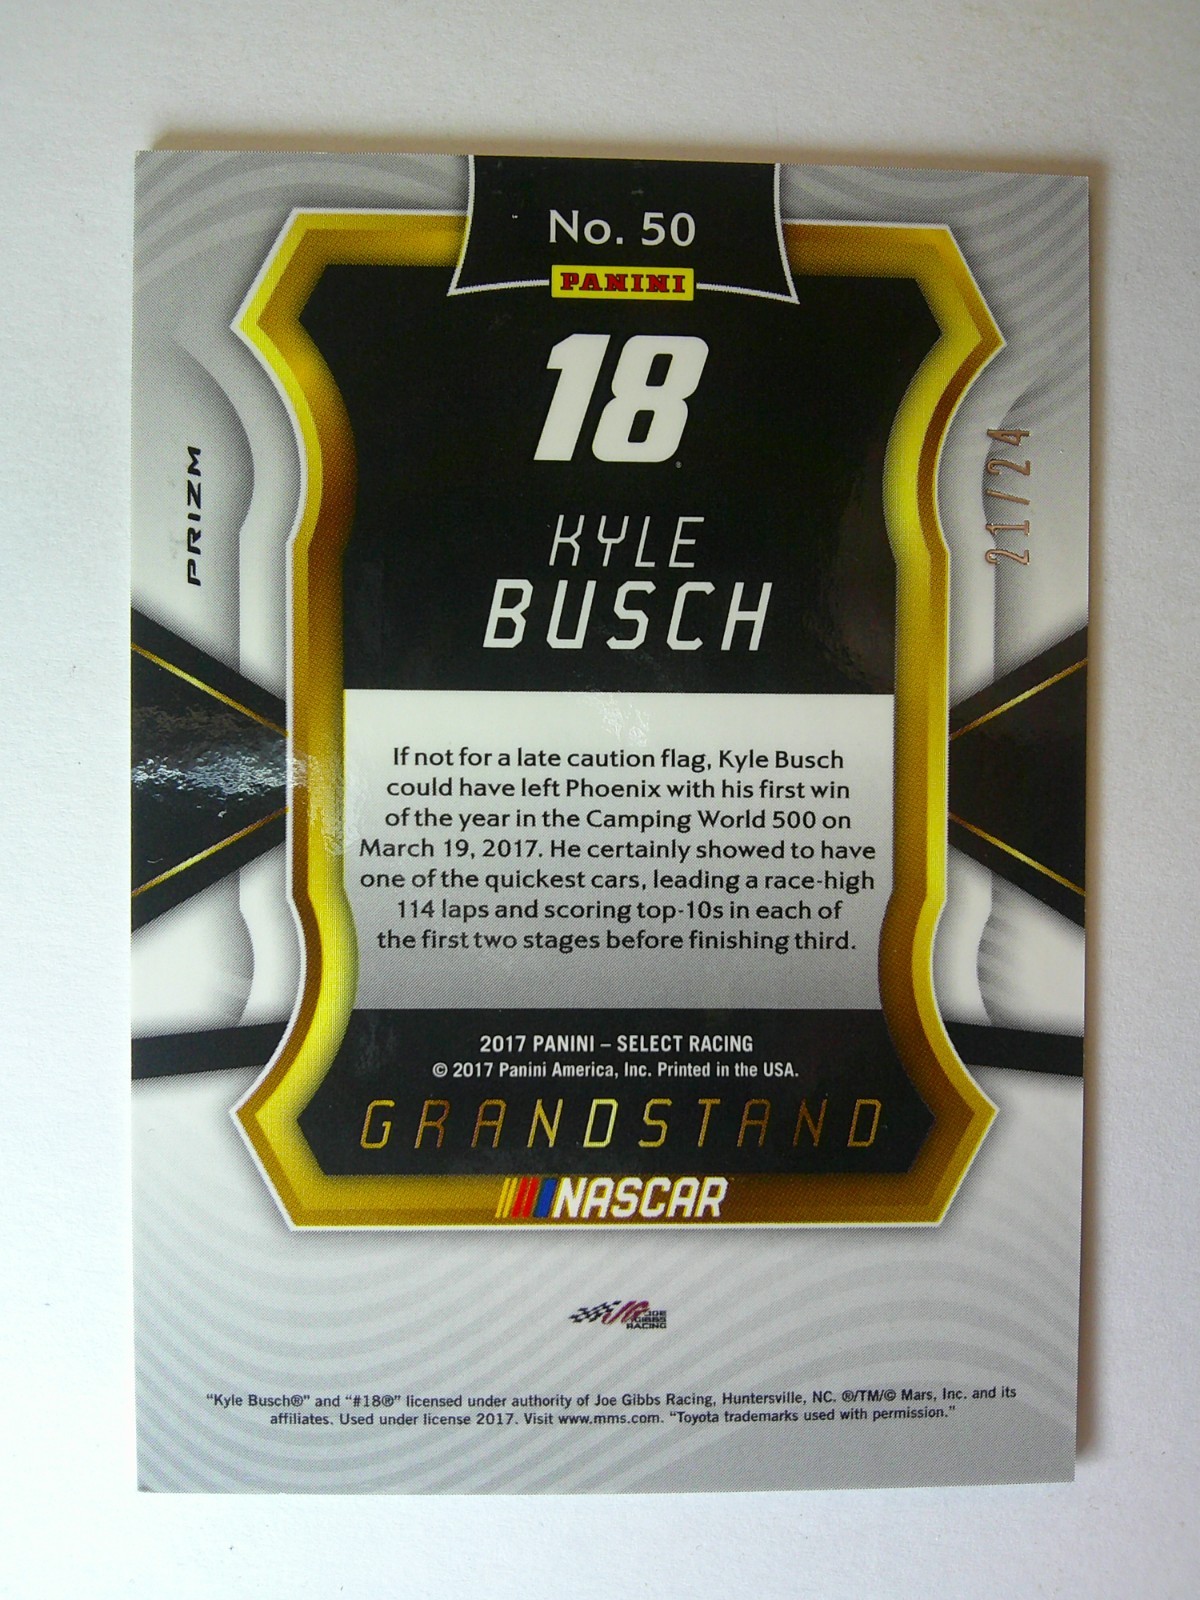 No. 50
PANINI
18
KYLE
BUSCH
PRIZM
21/24
If not for a late caution flag, Kyle Busch
could have left Phoenix with his first win
of the year in the Camping World 500 on
March 19, 2017. He certainly showed to have
one of the quickest cars, leading a race-high
114 laps and scoring top-10s in each of
the first two stages before finishing third.
2017 PANINI – SELECT RACING
© 2017 Panini America, Inc. Printed in the USA.
GRANDSTAND
NASCAR
JG JOE
GIBBS
RACING
"Kyle Busch®" and "#18®" licensed under authority of Joe Gibbs Racing, Huntersville, NC. ®/TM/© Mars, Inc. and its
affiliates. Used under license 2017. Visit www.mms.com. "Toyota trademarks used with permission."